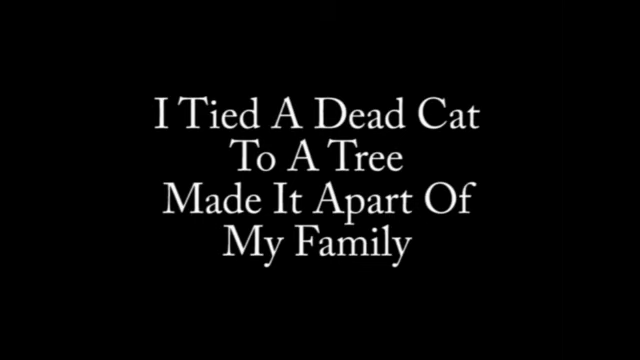 I Tied A Dead Cat
To A Tree
Made It Apart Of
My Family